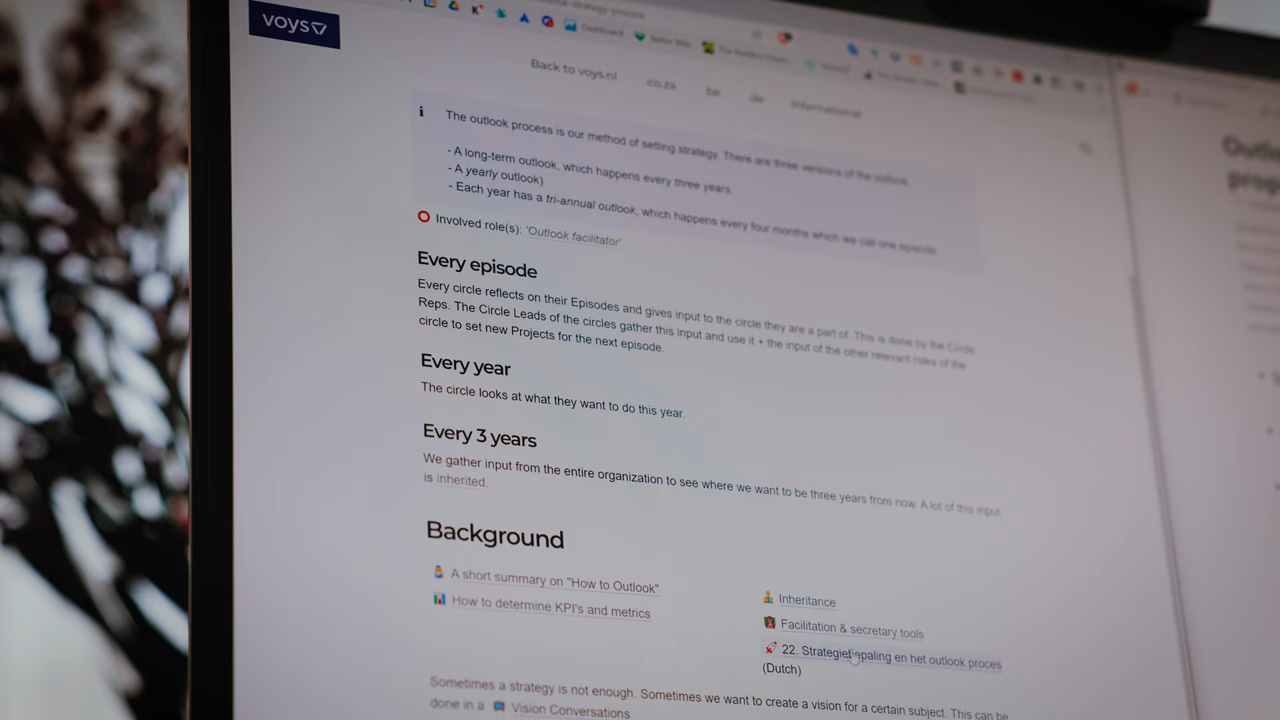 voys
Dashboard
Back to voys.nl
co.za
be
de
International
The outlook process is our method of setting strategy. There are three versions of the outlook.
- A long-term outlook, which happens every three years.
- A yearly outlook)
- Each year has a tri-annual outlook, which happens every four months which we call one episode.
Involved role(s): 'Outlook facilitator'
Every episode
Every circle reflects on their Episodes and gives input to the circle they are a part of. This is done by the Circle
Reps. The Circle Leads of the circles gather this input and use it + the input of the other relevant roles of the
circle to set new Projects for the next episode.
Every year
The circle looks at what they want to do this year.
Every 3 years
We gather input from the entire organization to see where we want to be three years from now. A lot of this input
is inherited.
Background
A short summary on "How to Outlook"
How to determine KPI's and metrics
Inheritance
Facilitation & secretary tools
22. Strategiebepaling en het outlook proces
(Dutch)
Sometimes a strategy is not enough. Sometimes we want to create a vision for a certain subject. This can be
done in a Vision Conversations